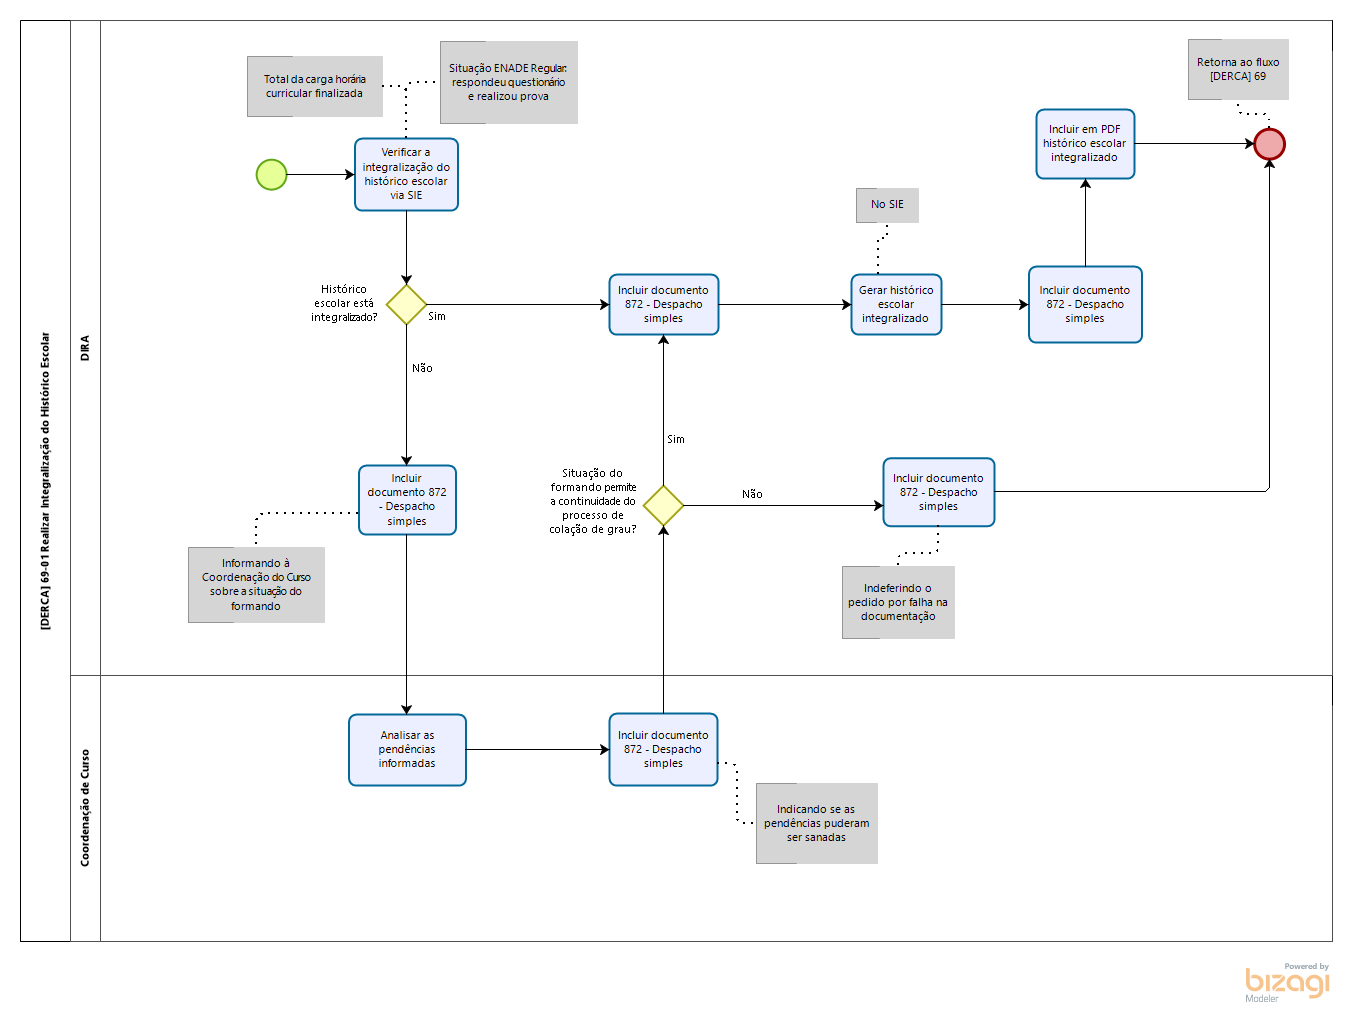 [DERCA] 69-01 Realizar Integralização do Histórico Escolar
DIRA
Total da carga horária
curricular finalizada
Situação ENADE Regular:
respondeu questionário
e realizou prova
Verificar a
integralização do
histórico escolar
via SIE
Histórico
escolar está
integralizado?
Sim
Não
Incluir documento
872 - Despacho
simples
No SIE
Gerar histórico
escolar
integralizado
Incluir documento
872 - Despacho
simples
Incluir em PDF
histórico escolar
integralizado
Retorna ao fluxo
[DERCA] 69
Incluir
documento 872
- Despacho
simples
Informando à
Coordenação do Curso
sobre a situação do
formando
Sim
Situação do
formando permite
a continuidade do
processo de
colação de grau?
Não
Incluir documento
872 - Despacho
simples
Indeferindo o
pedido por falha na
documentação
Coordenação de Curso
Analisar as
pendências
informadas
Incluir documento
872 - Despacho
simples
Indicando se as
pendências puderam
ser sanadas
Powered by
bizagi
Modeler